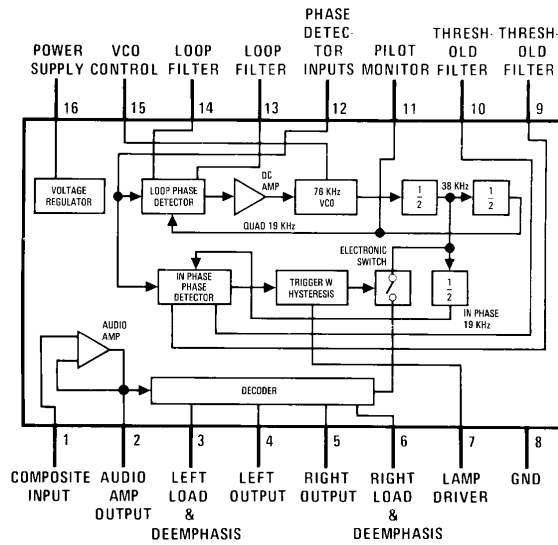 POWER SUPPLY
VCO CONTROL
LOOP FILTER
LOOP FILTER
PHASE DETEC-TOR INPUTS
PILOT MONITOR
THRESH-OLD FILTER
THRESH-OLD FILTER
16
15
14
13
12
11
10
9
VOLTAGE REGULATOR
LOOP PHASE DETECTOR
DC AMP
76 KHz VCO
1/2
38 KHz
1/2
QUAD 19 KHz
ELECTRONIC SWITCH
IN PHASE PHASE DETECTOR
TRIGGER W HYSTERESIS
1/2
IN PHASE 19 KHz
AUDIO AMP
DECODER
1
2
3
4
5
6
7
8
COMPOSITE INPUT
AUDIO AMP OUTPUT
LEFT LOAD & DEEMPHASIS
LEFT OUTPUT
RIGHT OUTPUT
RIGHT LOAD & DEEMPHASIS
LAMP DRIVER
GND